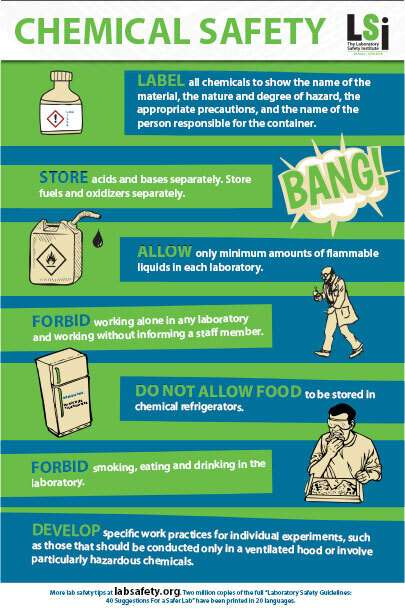 CHEMICAL SAFETY
LSi
The Laboratory
Safety Institute
LABEL all chemicals to show the name of the
material, the nature and degree of hazard, the
appropriate precautions, and the name of the
person responsible for the container.
STORE acids and bases separately. Store
fuels and oxidizers separately.
BANG!
ALLOW only minimum amounts of flammable
liquids in each laboratory.
FORBID working alone in any laboratory
and working without informing a staff member.
DO NOT ALLOW FOOD to be stored in
chemical refrigerators.
FORBID smoking, eating and drinking in the
laboratory.
DEVELOP specific work practices for individual experiments, such
as those that should be conducted only in a ventilated hood or involve
particularly hazardous chemicals.
More lab safety tips at labsafety.org. Two million copies of the full "Laboratory Safety Guidelines:
40 Suggestions For a Safer Lab" have been printed in 20 languages.